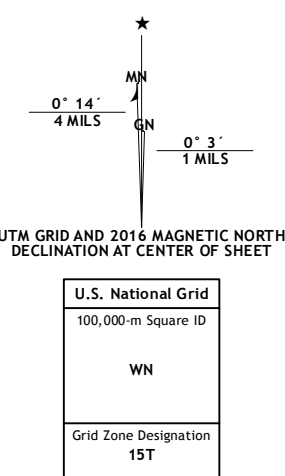 ★
MN
0° 14´
4 MILS
GN
0° 3´
1 MILS
UTM GRID AND 2016 MAGNETIC NORTH
DECLINATION AT CENTER OF SHEET
U.S. National Grid
100,000-m Square ID
WN
Grid Zone Designation
15T